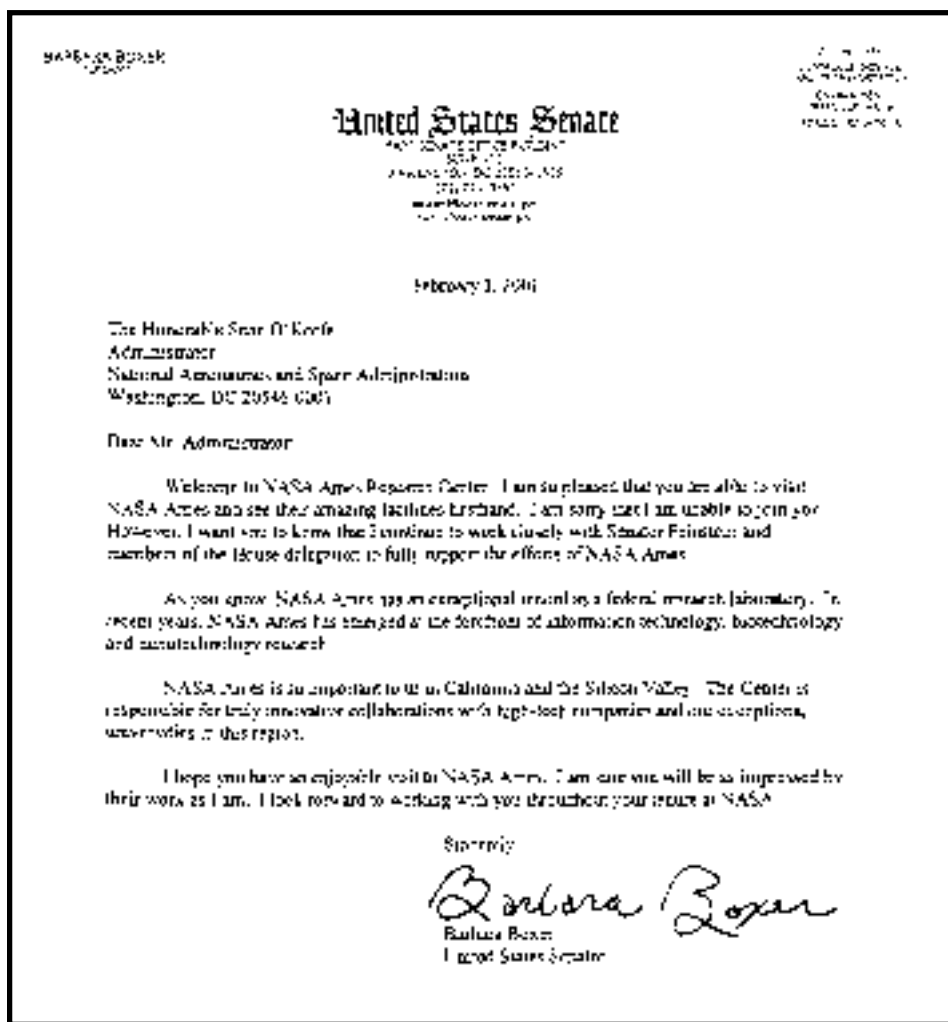 BARBARA BOXER
United States Senate
February 1,
The Honorable Sean O'Keefe
Administrator
National Aeronautics and Space Administration
Washington, DC 20546
Dear Mr. Administrator
Welcome to NASA Ames Research Center. I am so pleased that you are able to visit
NASA Ames and see their amazing facilities firsthand. I am sorry that I am unable to join you.
However, I want you to know that I continue to work closely with Senator Feinstein and
members of the House delegation to fully support the efforts of NASA Ames.
As you know, NASA Ames has an exceptional record as a federal research laboratory. In
recent years, NASA Ames has emerged at the forefront of information technology, biotechnology
and nanotechnology research.
NASA Ames is so important to us in California and the Silicon Valley. The Center is
responsible for truly innovative collaborations with high-tech companies and our exceptional
universities in this region.
I hope you have an enjoyable visit to NASA Ames. I am sure you will be as impressed by
their work as I am. I look forward to working with you throughout your tenure at NASA.
Sincerely,
Barbara Boxer
Barbara Boxer
United States Senator